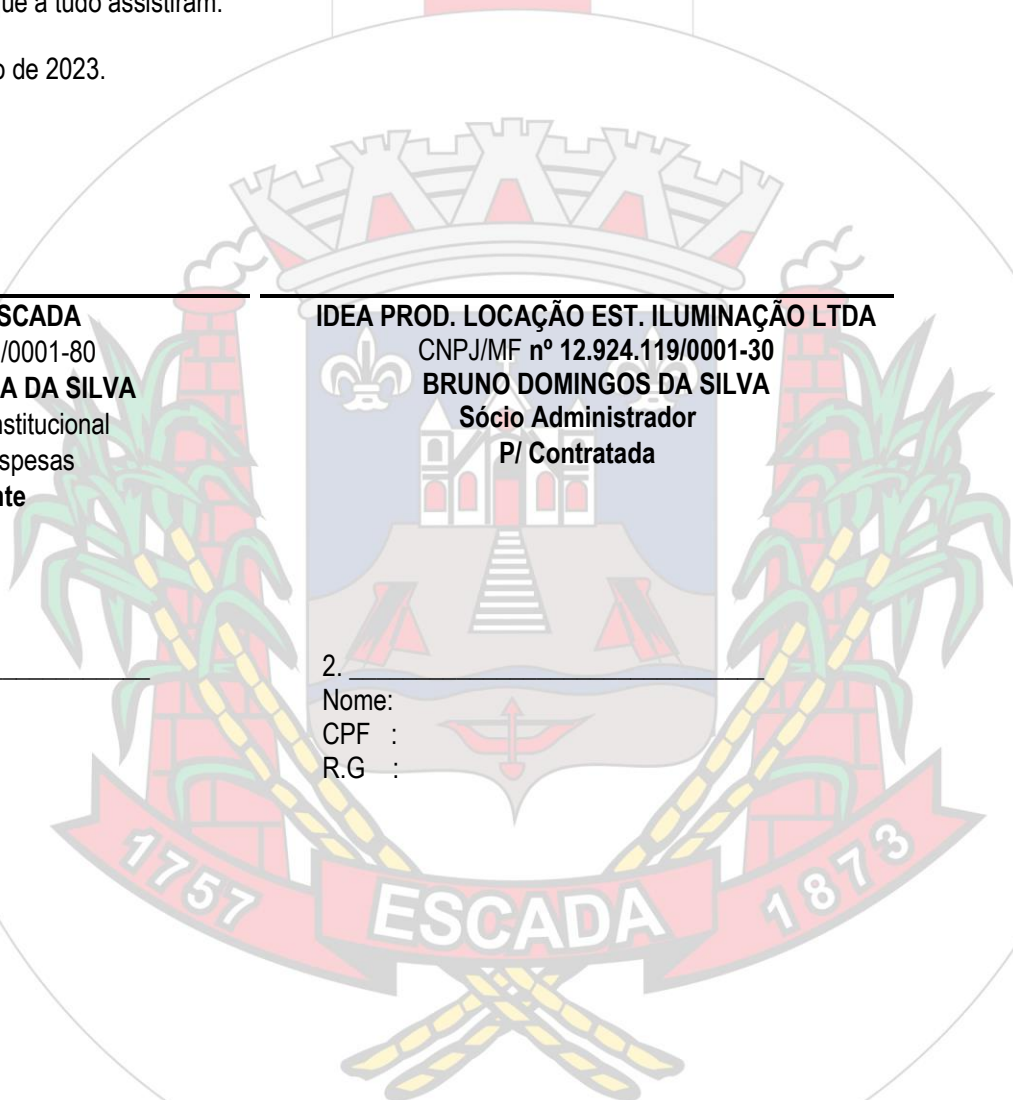 ue a tudo assistiram.
o de 2023.
SCADA
/0001-80
A DA SILVA
nstitucional
spesas
nte
IDEA PROD. LOCAÇÃO EST. ILUMINAÇÃO LTDA
CNPJ/MF nº 12.924.119/0001-30
BRUNO DOMINGOS DA SILVA
Sócio Administrador
P/ Contratada
2. ______________________________
Nome:
CPF :
R.G :
1757 ESCADA 1873